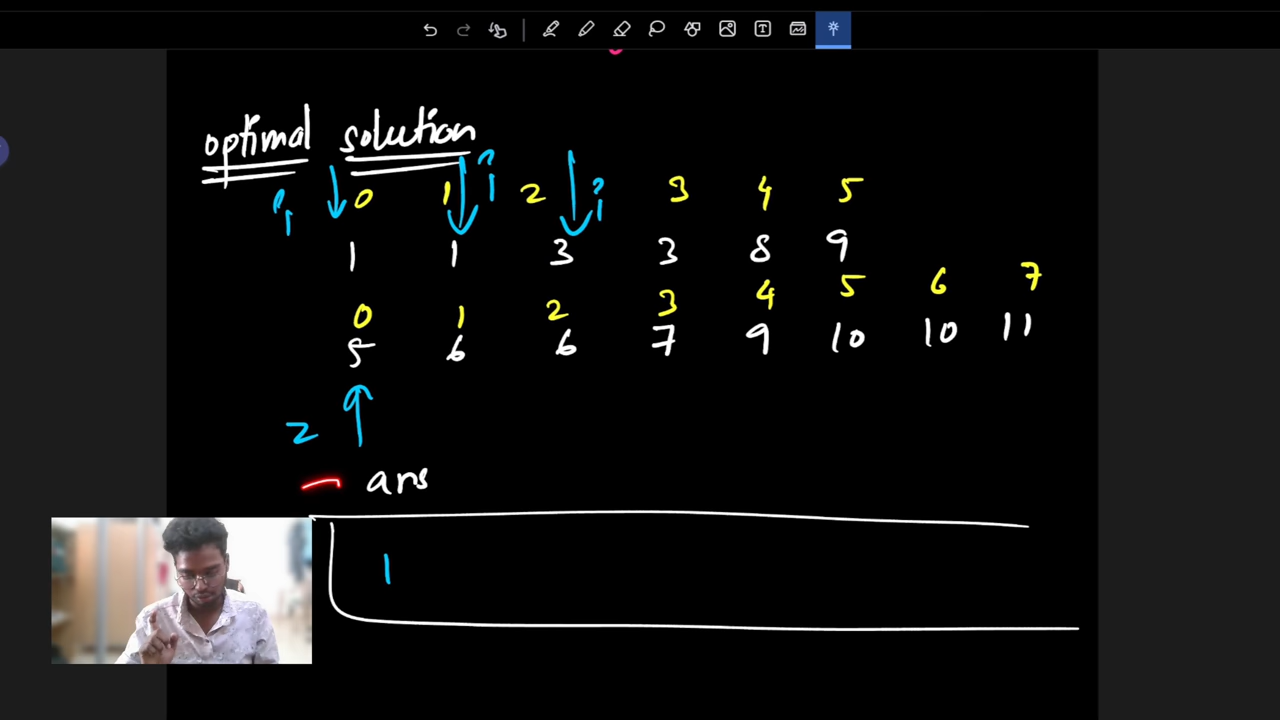 optimal solution
i 0 1 i 2 i 3 4 5
1 1 3 3 8 9
0 1 2 3 4 5 6 7
5 6 6 7 9 10 10 11
2
ans
1